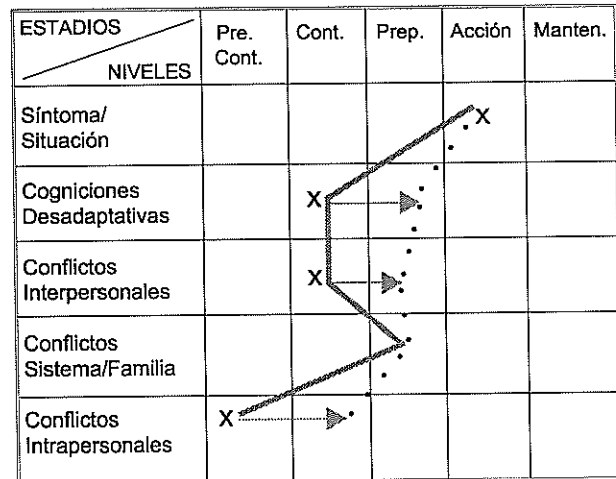 ESTADIOS
NIVELES
Pre.
Cont.
Cont.
Prep.
Acción
Manten.
Síntoma/
Situación
X
Cogniciones
Desadaptativas
X
Conflictos
Interpersonales
X
Conflictos
Sistema/Familia
Conflictos
Intrapersonales
X